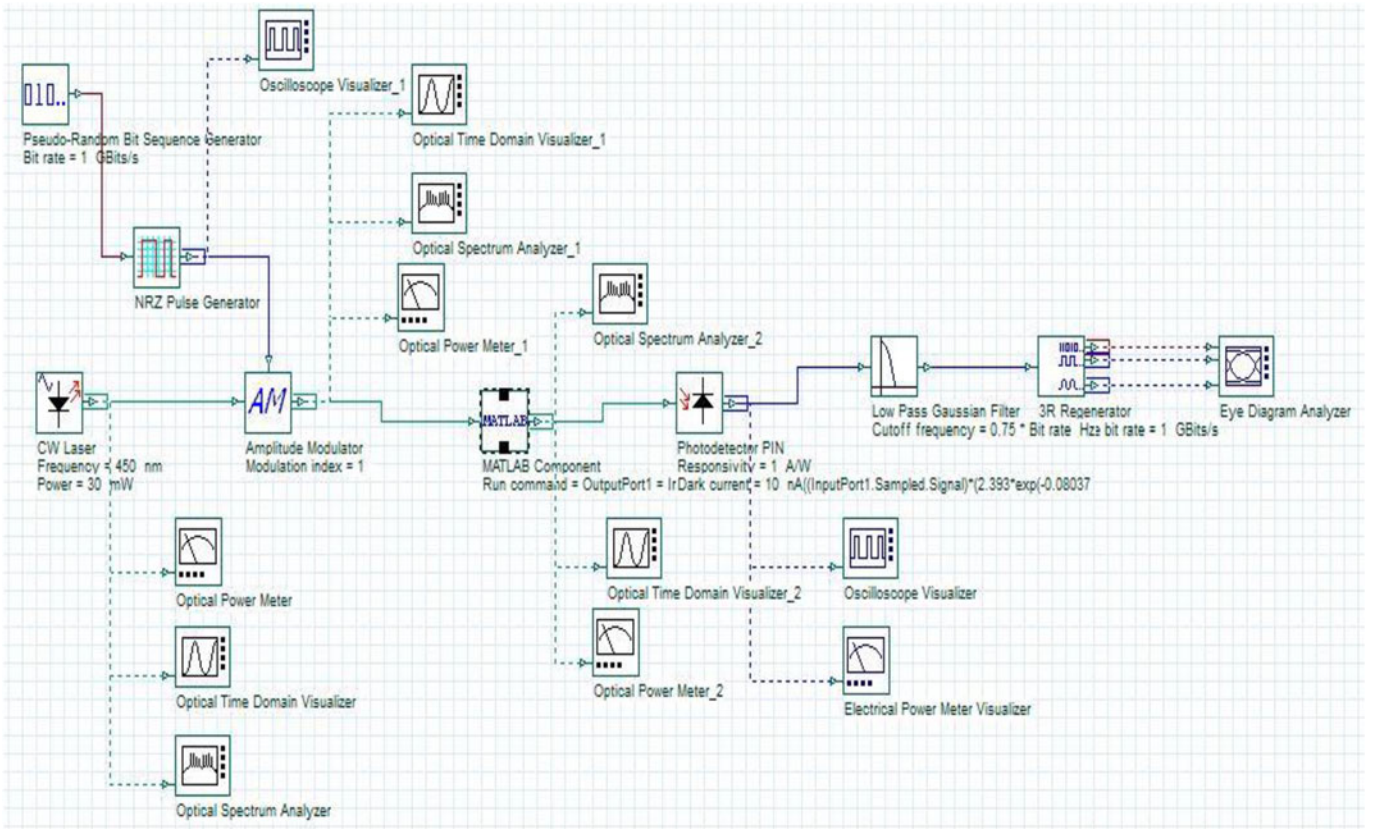 Oscilloscope Visualizer_1
010..
Pseudo-Random Bit Sequence Generator
Bit rate = 1 GBits/s
Optical Time Domain Visualizer_1
Optical Spectrum Analyzer_1
NRZ Pulse Generator
Optical Power Meter_1
Optical Spectrum Analyzer_2
AM
CW Laser
Frequency = 450 nm
Power = 30 mW
Amplitude Modulator
Modulation index = 1
MATLAB
MATLAB Component
Run command = OutputPort1 = Ir
Photodetector PIN
Responsivity = 1 A/W
Dark current = 10 nA((InputPort1.Sampled.Signal)*(2.393*exp(-0.08037
Low Pass Gaussian Filter
Cutoff frequency = 0.75 * Bit rate Hz
3R Regenerator
bit rate = 1 GBits/s
Eye Diagram Analyzer
Optical Power Meter
Optical Time Domain Visualizer
Optical Spectrum Analyzer
Optical Time Domain Visualizer_2
Optical Power Meter_2
Oscilloscope Visualizer
Electrical Power Meter Visualizer